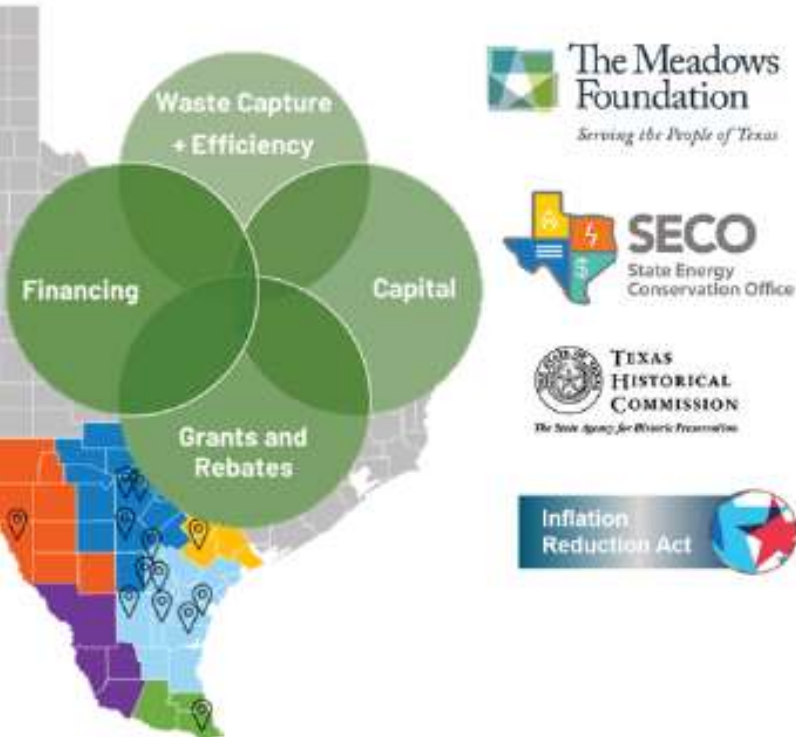 Waste Capture
+ Efficiency
Financing
Capital
Grants and
Rebates
The Meadows
Foundation
Serving the People of Texas
SECO
State Energy
Conservation Office
TEXAS
HISTORICAL
COMMISSION
The State Agency for Historic Preservation
Inflation
Reduction Act